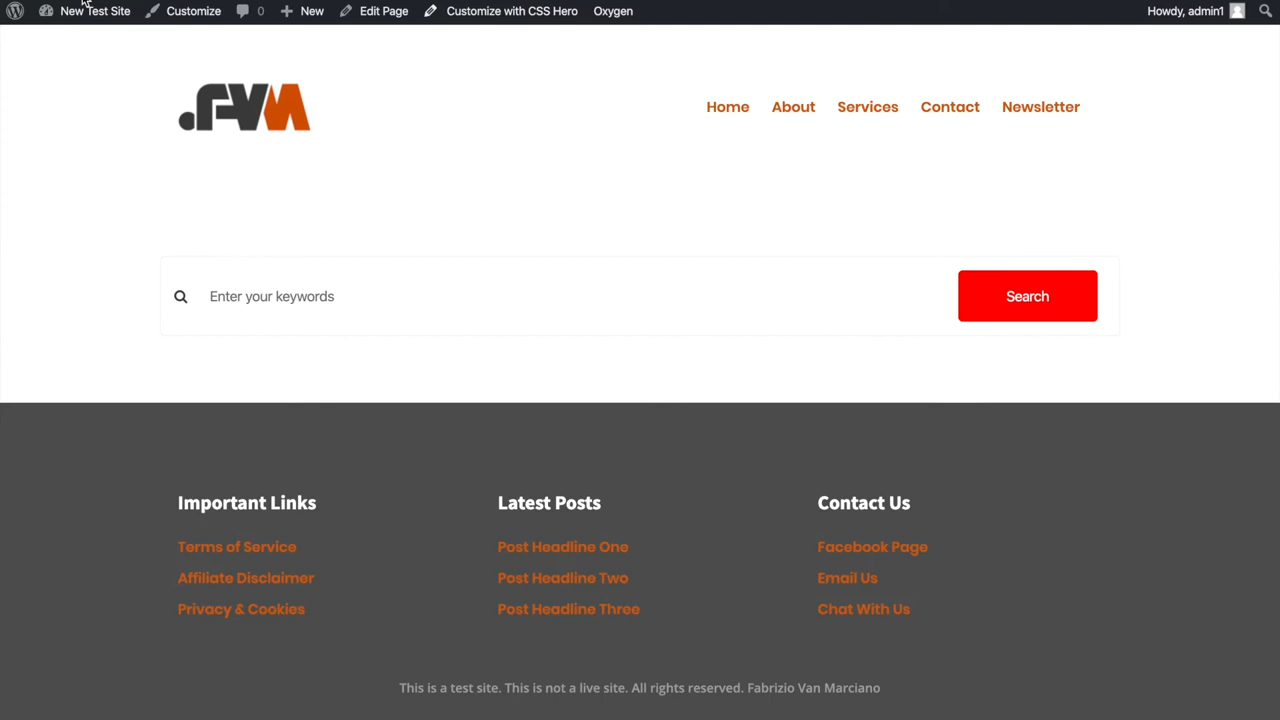 New Test Site Customize 0 New Edit Page Customize with CSS Hero Oxygen Howdy, admin1
.FVM
Home About Services Contact Newsletter
Enter your keywords Search
Important Links Latest Posts Contact Us
Terms of Service Post Headline One Facebook Page
Affiliate Disclaimer Post Headline Two Email Us
Privacy & Cookies Post Headline Three Chat With Us
This is a test site. This is not a live site. All rights reserved. Fabrizio Van Marciano